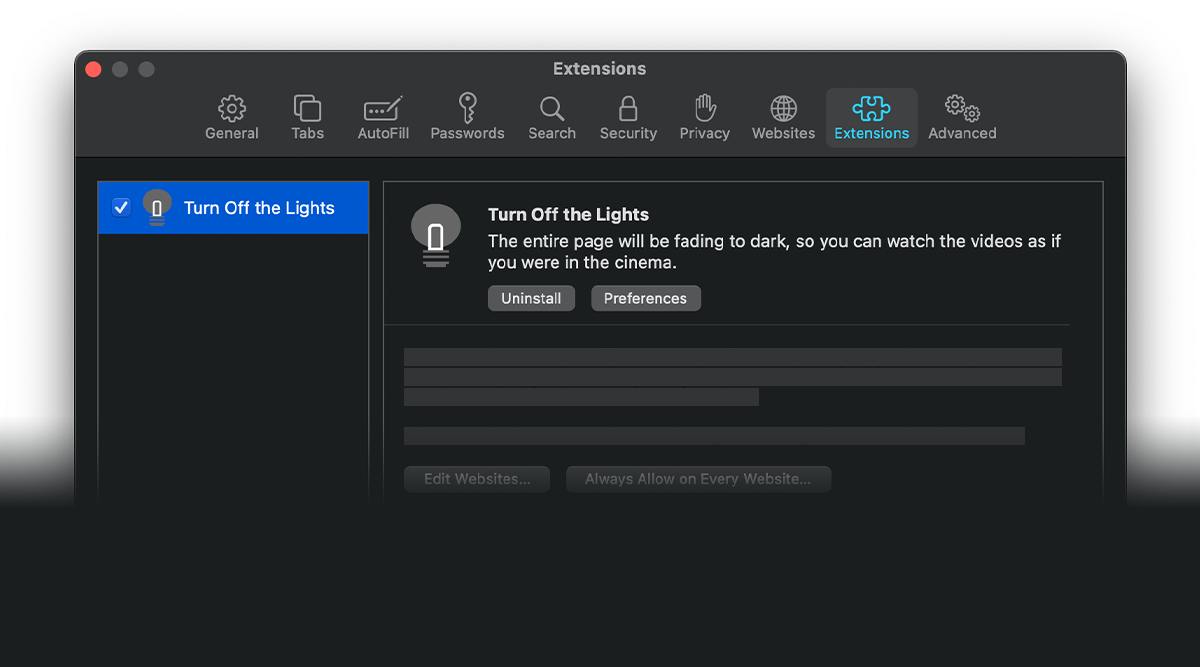 Extensions
General
Tabs
AutoFill
Passwords
Search
Security
Privacy
Websites
Extensions
Advanced
Turn Off the Lights
Turn Off the Lights
The entire page will be fading to dark, so you can watch the videos as if
you were in the cinema.
Uninstall
Preferences
Edit Websites...
Always Allow on Every Website...